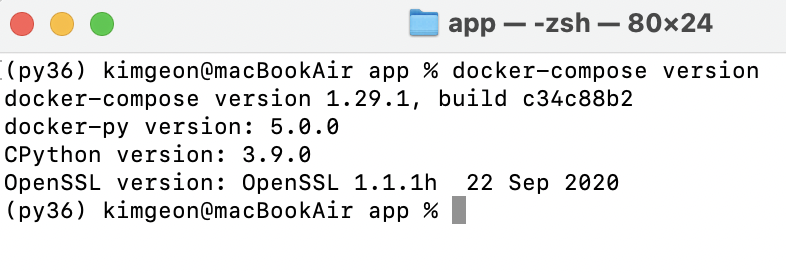 app — -zsh — 80×24
(py36) kimgeon@macBookAir app % docker-compose version
docker-compose version 1.29.1, build c34c88b2
docker-py version: 5.0.0
CPython version: 3.9.0
OpenSSL version: OpenSSL 1.1.1h  22 Sep 2020
(py36) kimgeon@macBookAir app %